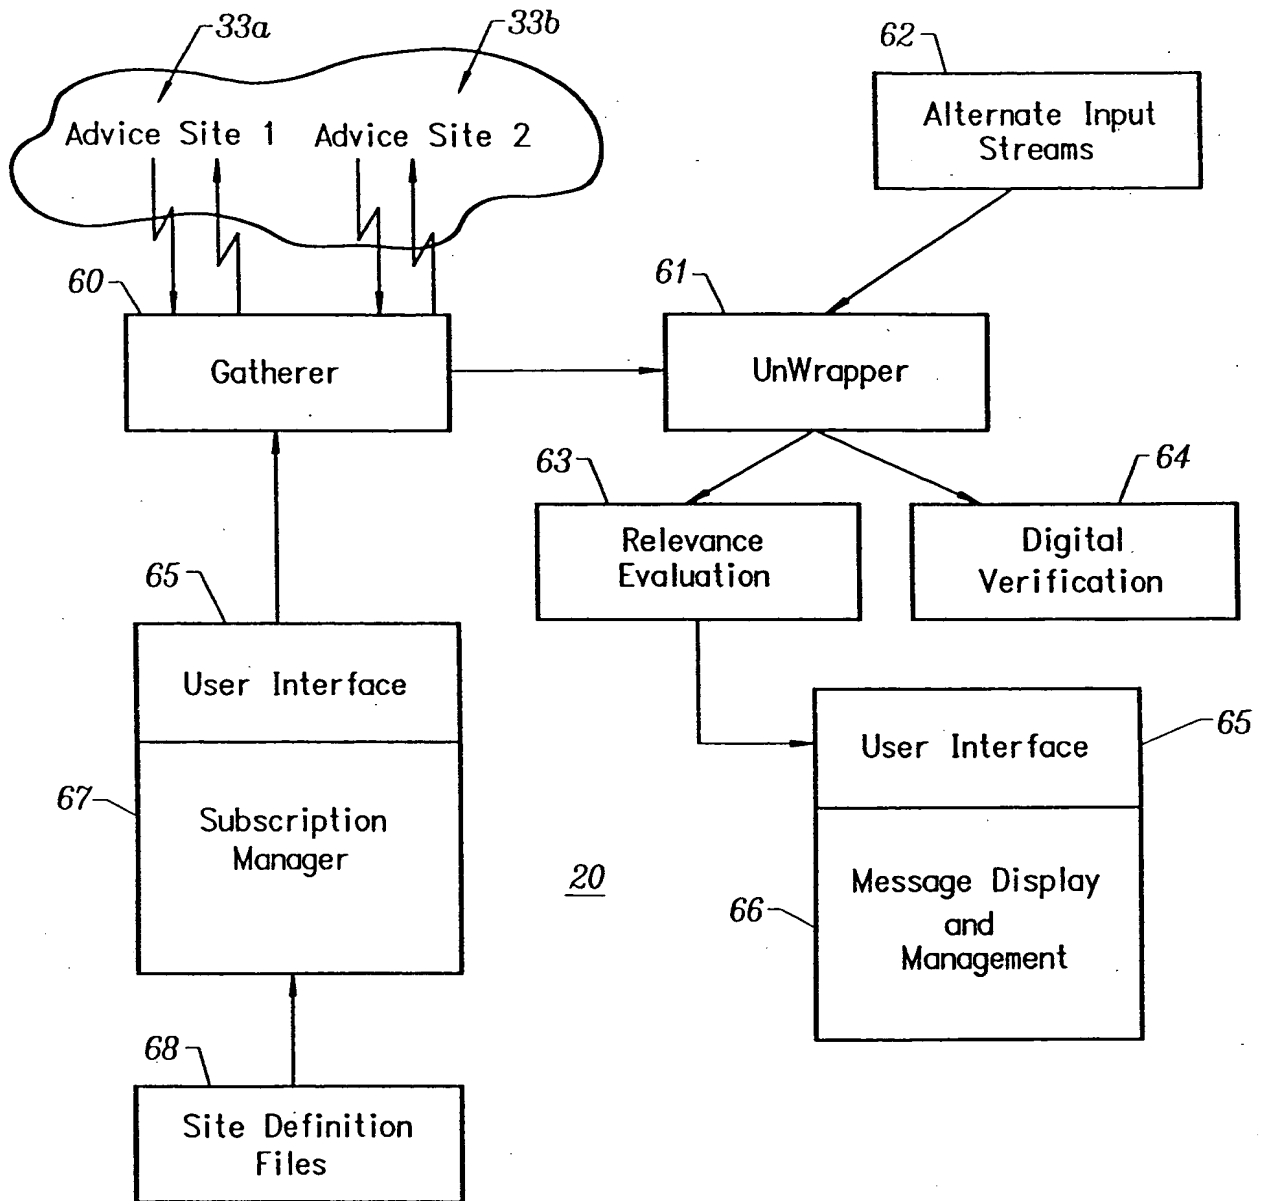 33a
33b
62
Advice Site 1
Advice Site 2
Alternate Input
Streams
60
61
Gatherer
UnWrapper
63
64
Relevance
Evaluation
Digital
Verification
65
User Interface
65
User Interface
67
Subscription
Manager
20
66
Message Display
and
Management
68
Site Definition
Files